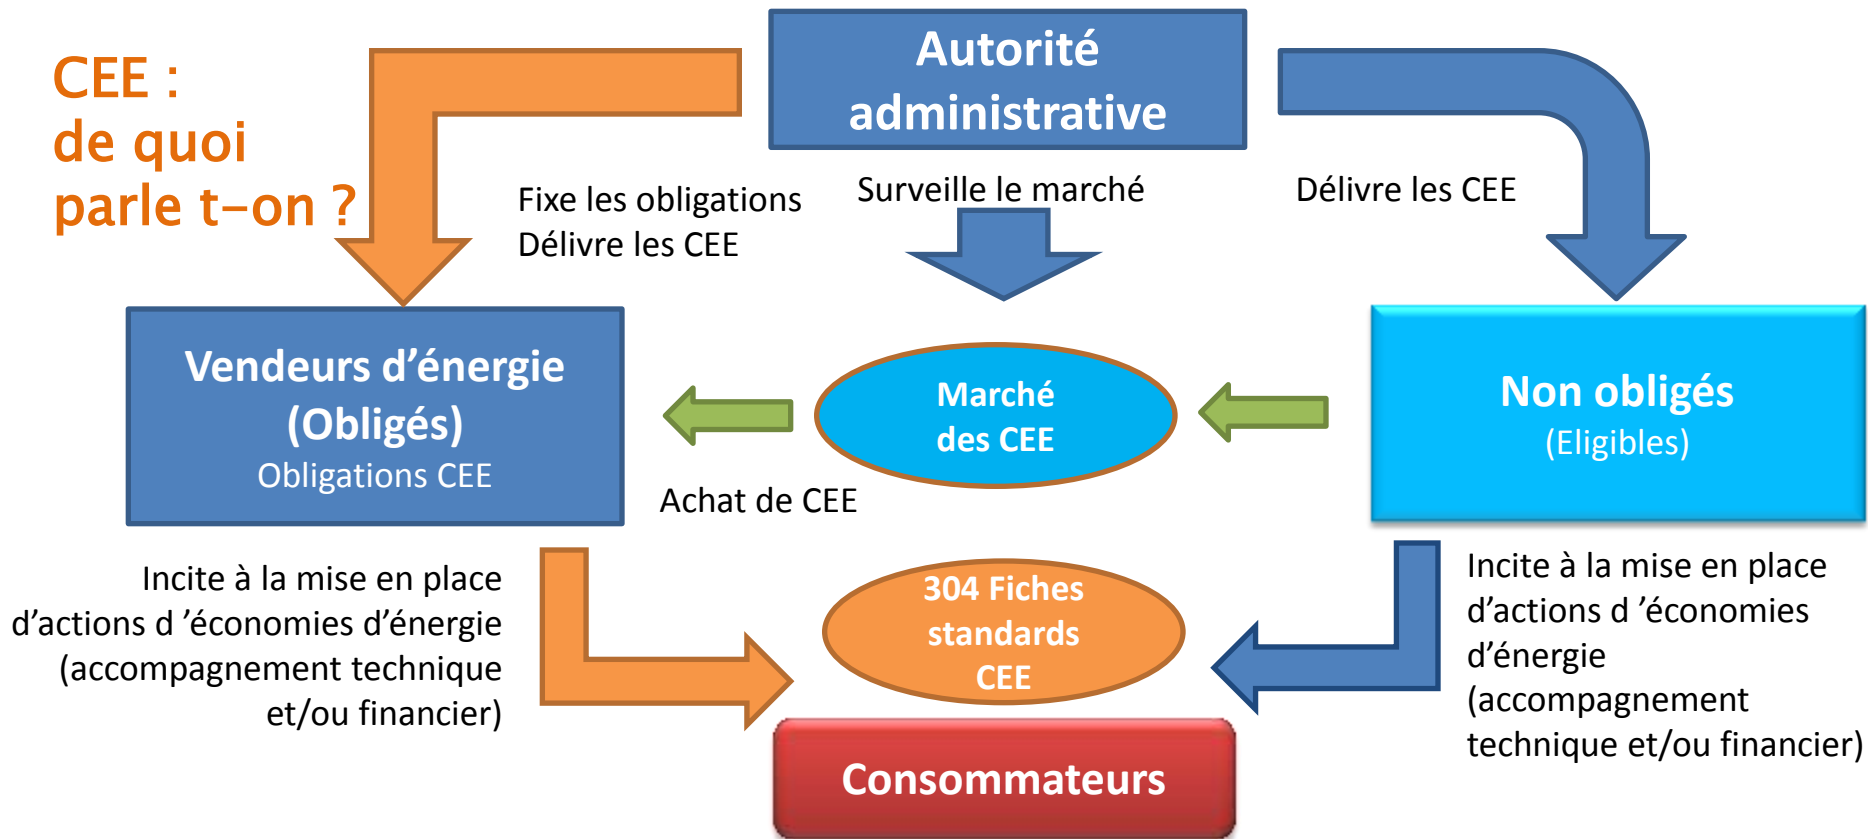 CEE :
de quoi
parle t-on ?
Autorité
administrative
Fixe les obligations
Délivre les CEE
Surveille le marché
Délivre les CEE
Vendeurs d’énergie
(Obligés)
Obligations CEE
Marché
des CEE
Non obligés
(Eligibles)
Achat de CEE
Incite à la mise en place
d’actions d ’économies d’énergie
(accompagnement technique
et/ou financier)
304 Fiches
standards
CEE
Incite à la mise en place
d’actions d ’économies
d’énergie
(accompagnement
technique et/ou financier)
Consommateurs